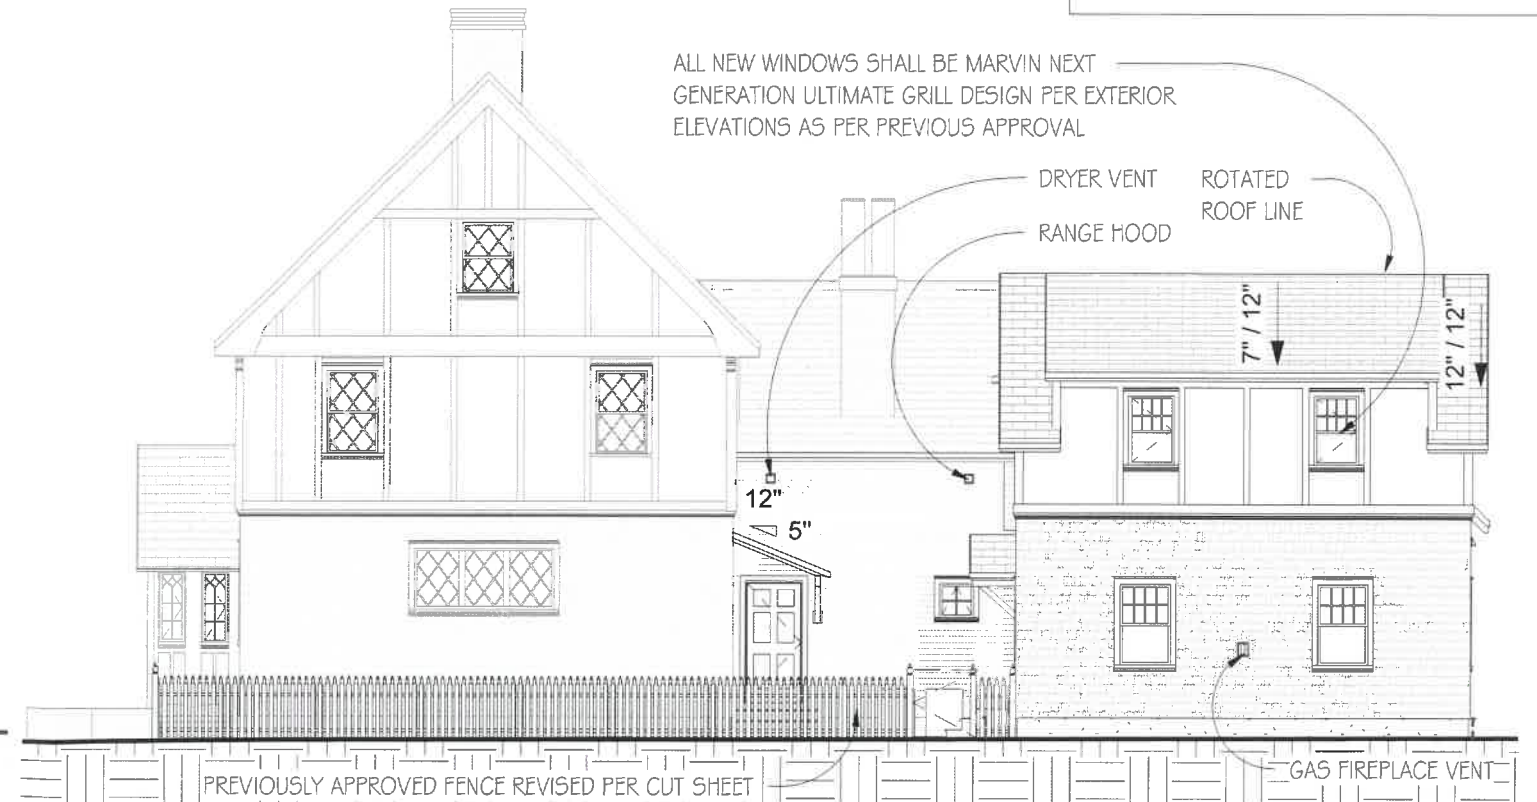 ALL NEW WINDOWS SHALL BE MARVIN NEXT
GENERATION ULTIMATE GRILL DESIGN PER EXTERIOR
ELEVATIONS AS PER PREVIOUS APPROVAL
DRYER VENT
ROTATED
ROOF LINE
RANGE HOOD
7" / 12"
12" / 12"
12"
5"
PREVIOUSLY APPROVED FENCE REVISED PER CUT SHEET
GAS FIREPLACE VENT